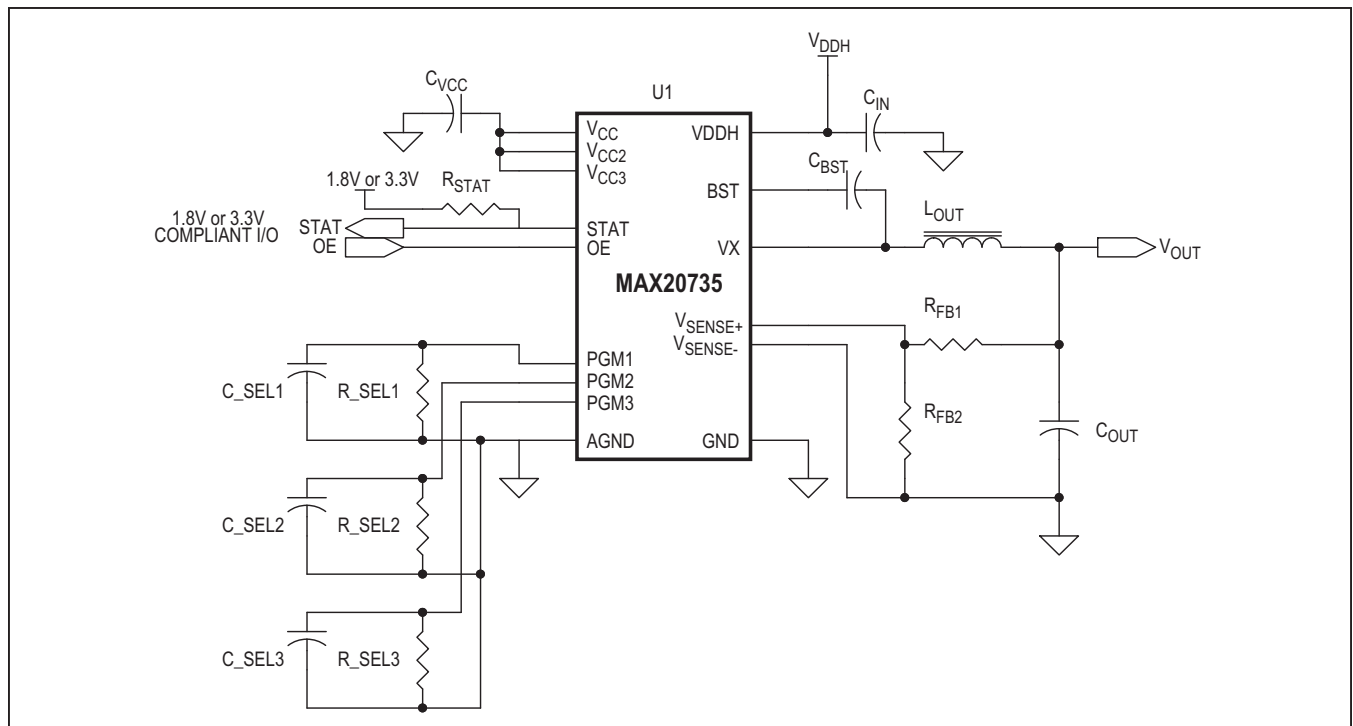 VDDH
CVCC
U1
CIN
VCC
VDDH
VCC2
VCC3
CBST
1.8V or 3.3V
RSTAT
BST
LOUT
1.8V or 3.3V
COMPLIANT I/O
STAT
STAT
OE
OE
VX
VOUT
MAX20735
RFB1
VSENSE+
VSENSE-
PGM1
PGM2
PGM3
C_SEL1
R_SEL1
RFB2
COUT
AGND
GND
C_SEL2
R_SEL2
C_SEL3
R_SEL3